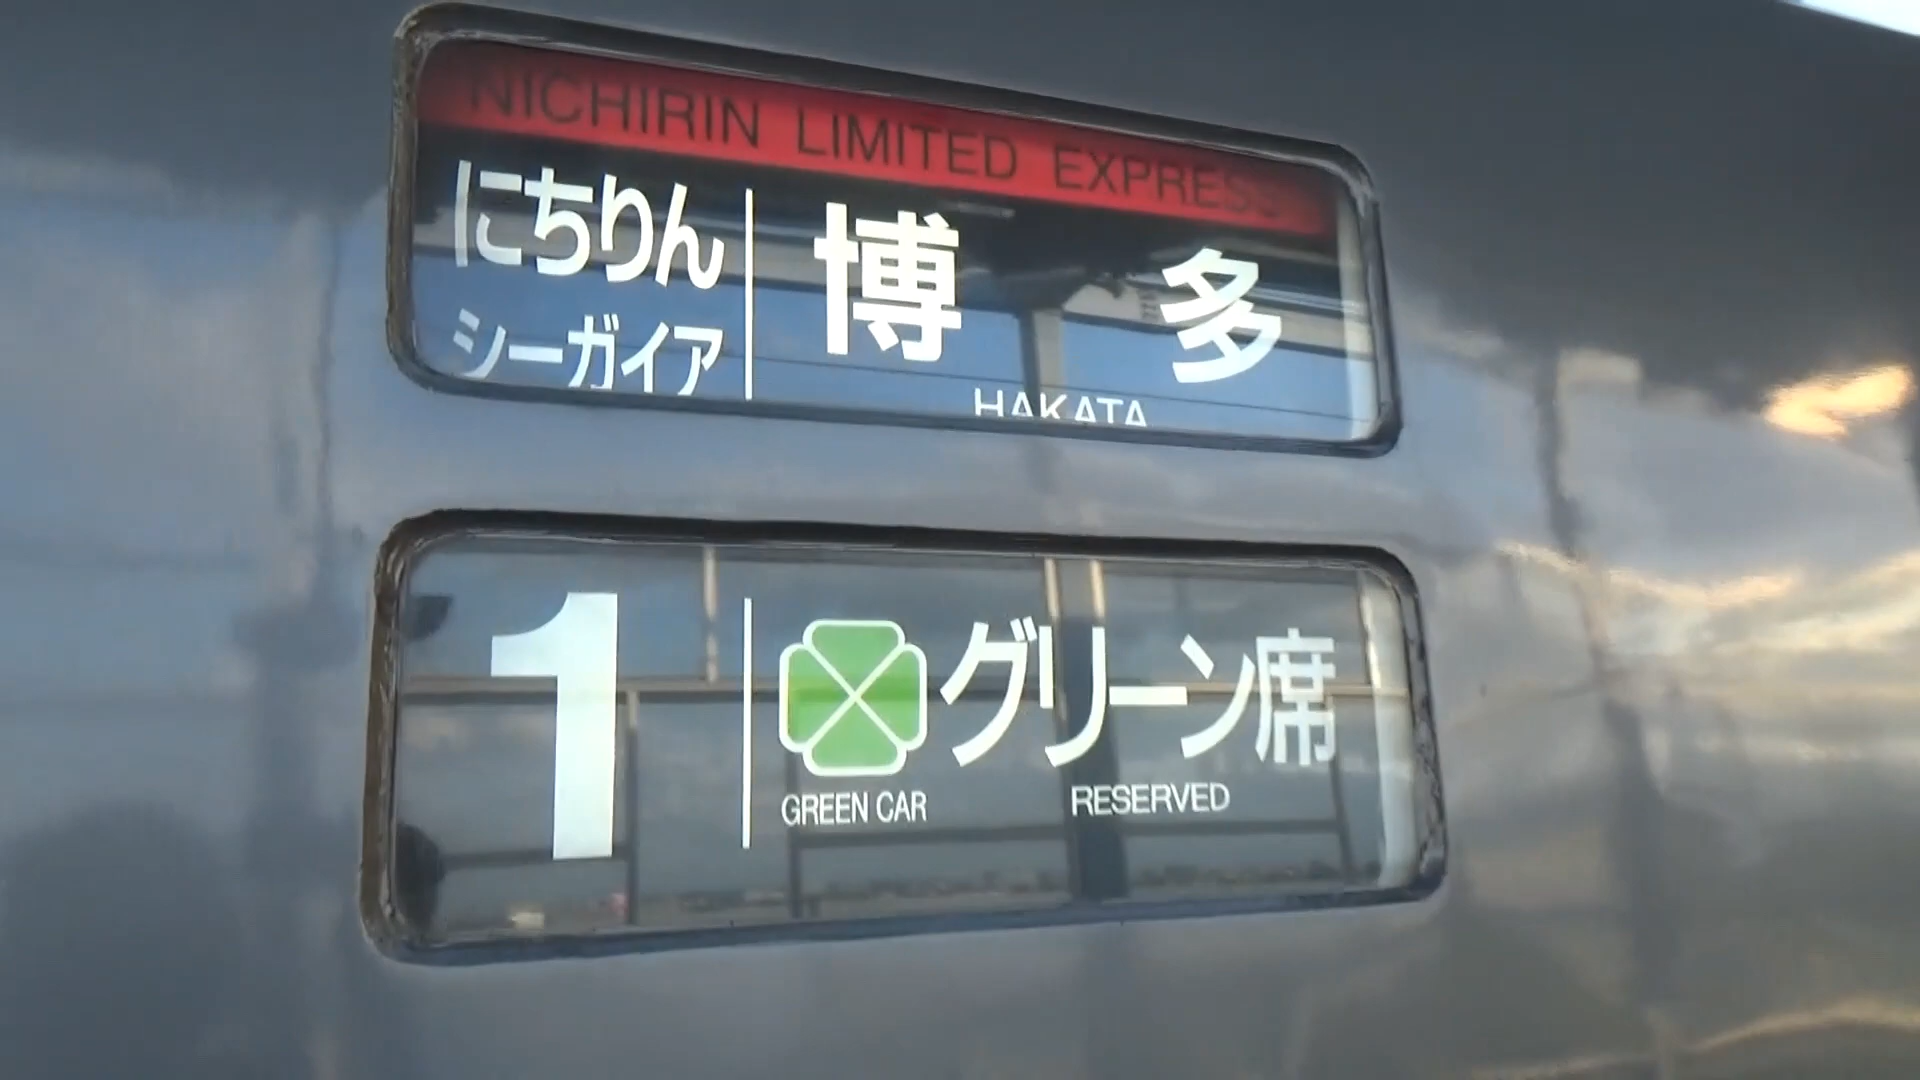 NICHIRIN LIMITED EXPRESS
にちりん
シーガイア
博多
HAKATA
1
グリーン席
GREEN CAR RESERVED